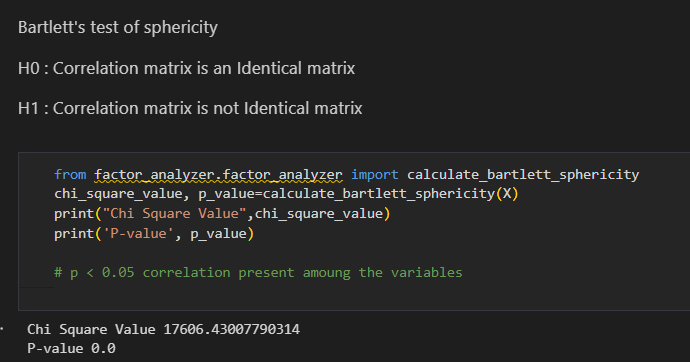 Bartlett's test of sphericity
H0 : Correlation matrix is an Identical matrix
H1 : Correlation matrix is not Identical matrix
from factor_analyzer.factor_analyzer import calculate_bartlett_sphericity
chi_square_value, p_value=calculate_bartlett_sphericity(X)
print("Chi Square Value",chi_square_value)
print('P-value', p_value)
# p < 0.05 correlation present amoung the variables
Chi Square Value 17606.43007790314
P-value 0.0